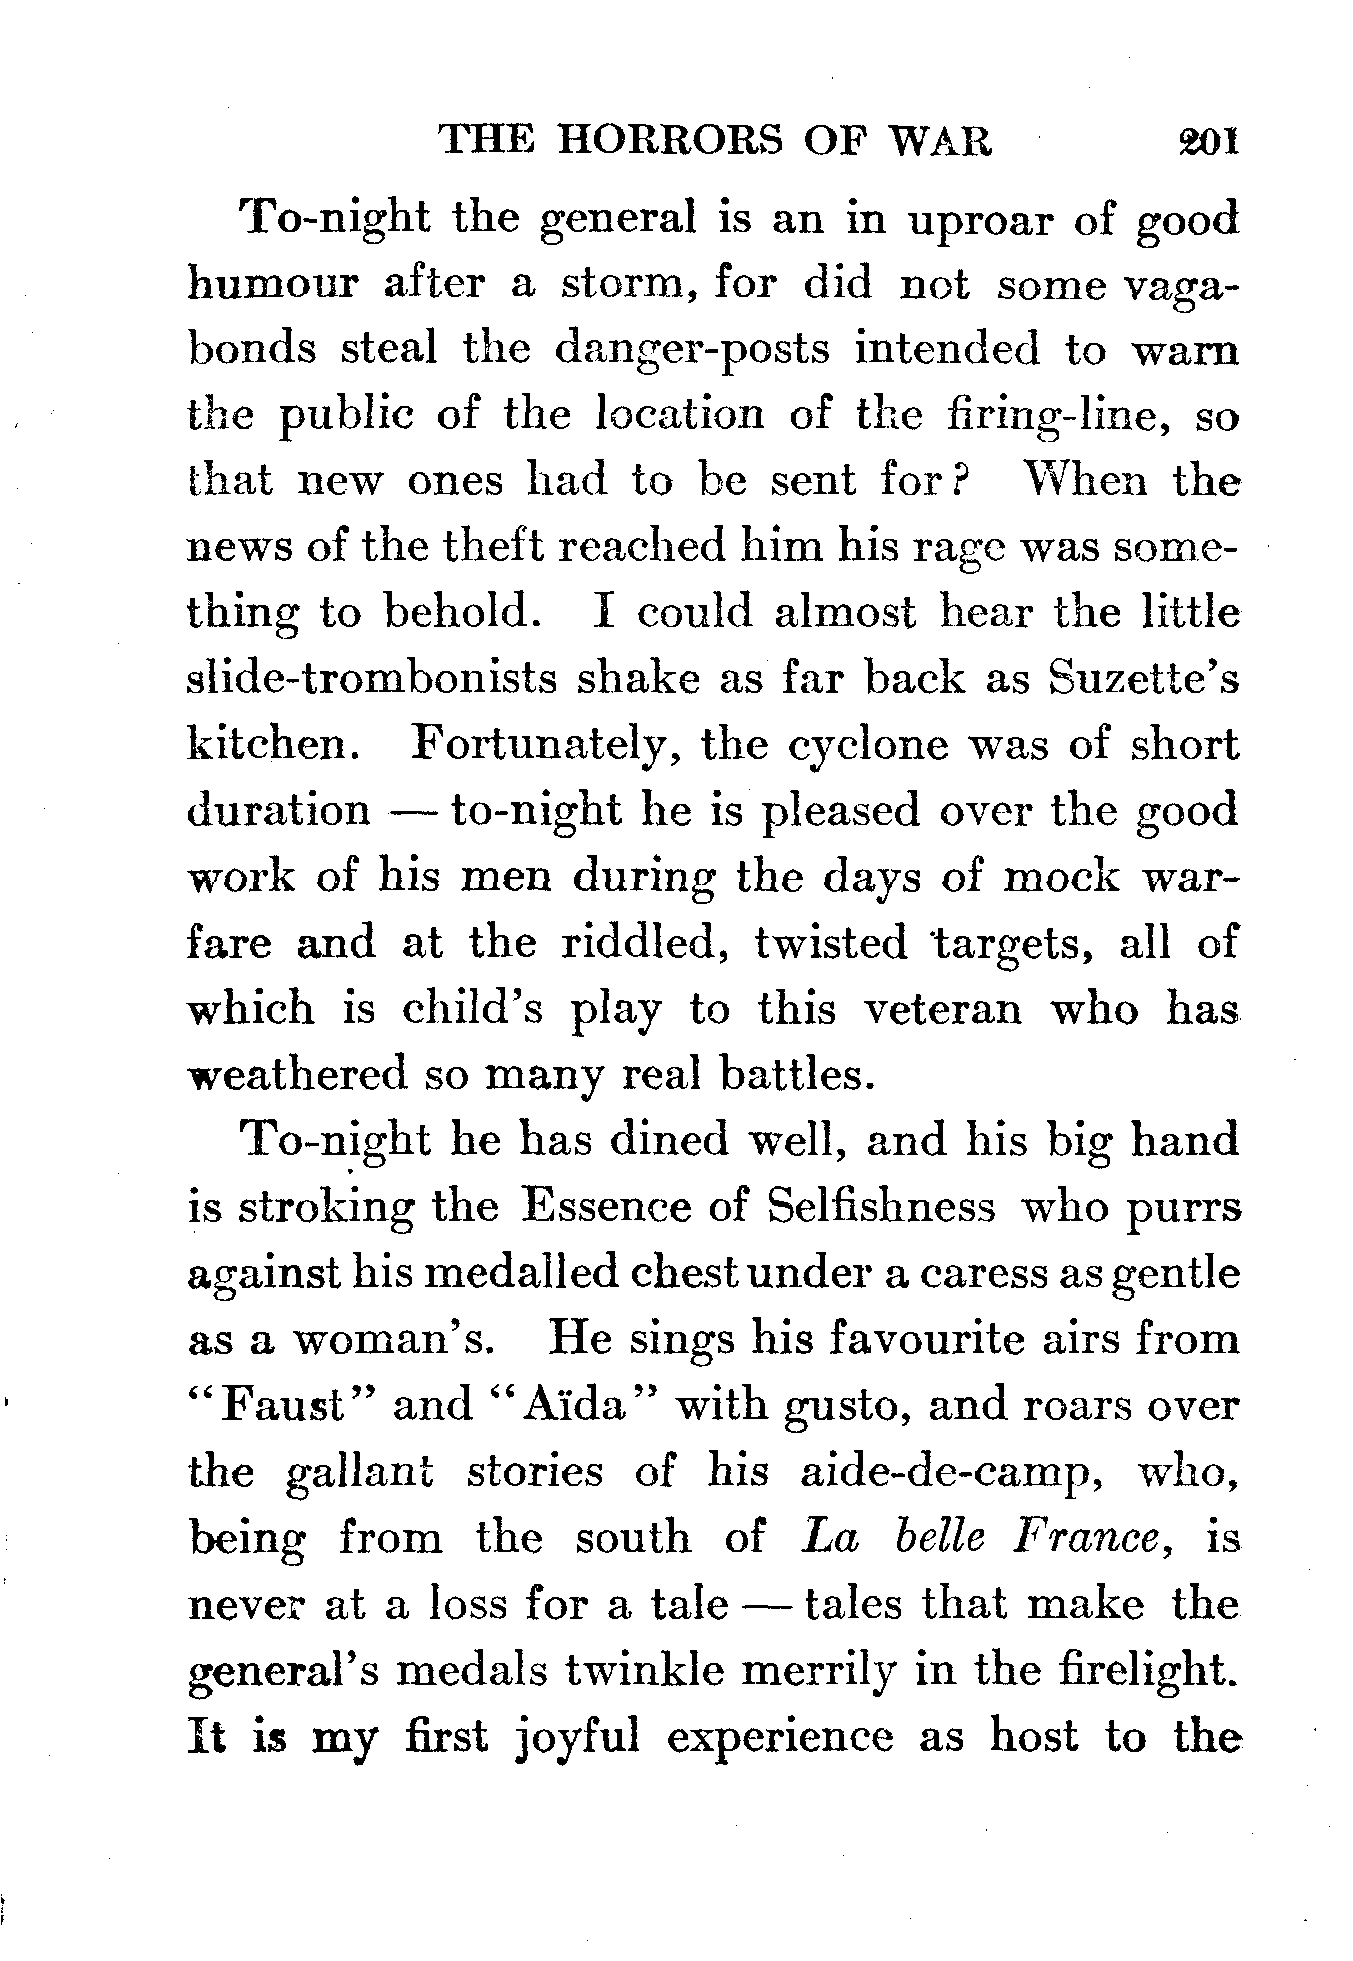 THE HORRORS OF WAR 201
To-night the general is an in uproar of good
humour after a storm, for did not some vaga-
bonds steal the danger-posts intended to warn
the public of the location of the firing-line, so
that new ones had to be sent for? When the
news of the theft reached him his rage was some-
thing to behold. I could almost hear the little
slide-trombonists shake as far back as Suzette's
kitchen. Fortunately, the cyclone was of short
duration — to-night he is pleased over the good
work of his men during the days of mock war-
fare and at the riddled, twisted targets, all of
which is child's play to this veteran who has
weathered so many real battles.
To-night he has dined well, and his big hand
is stroking the Essence of Selfishness who purrs
against his medalled chest under a caress as gentle
as a woman's. He sings his favourite airs from
"Faust" and "Aïda" with gusto, and roars over
the gallant stories of his aide-de-camp, who,
being from the south of La belle France, is
never at a loss for a tale — tales that make the
general's medals twinkle merrily in the firelight.
It is my first joyful experience as host to the